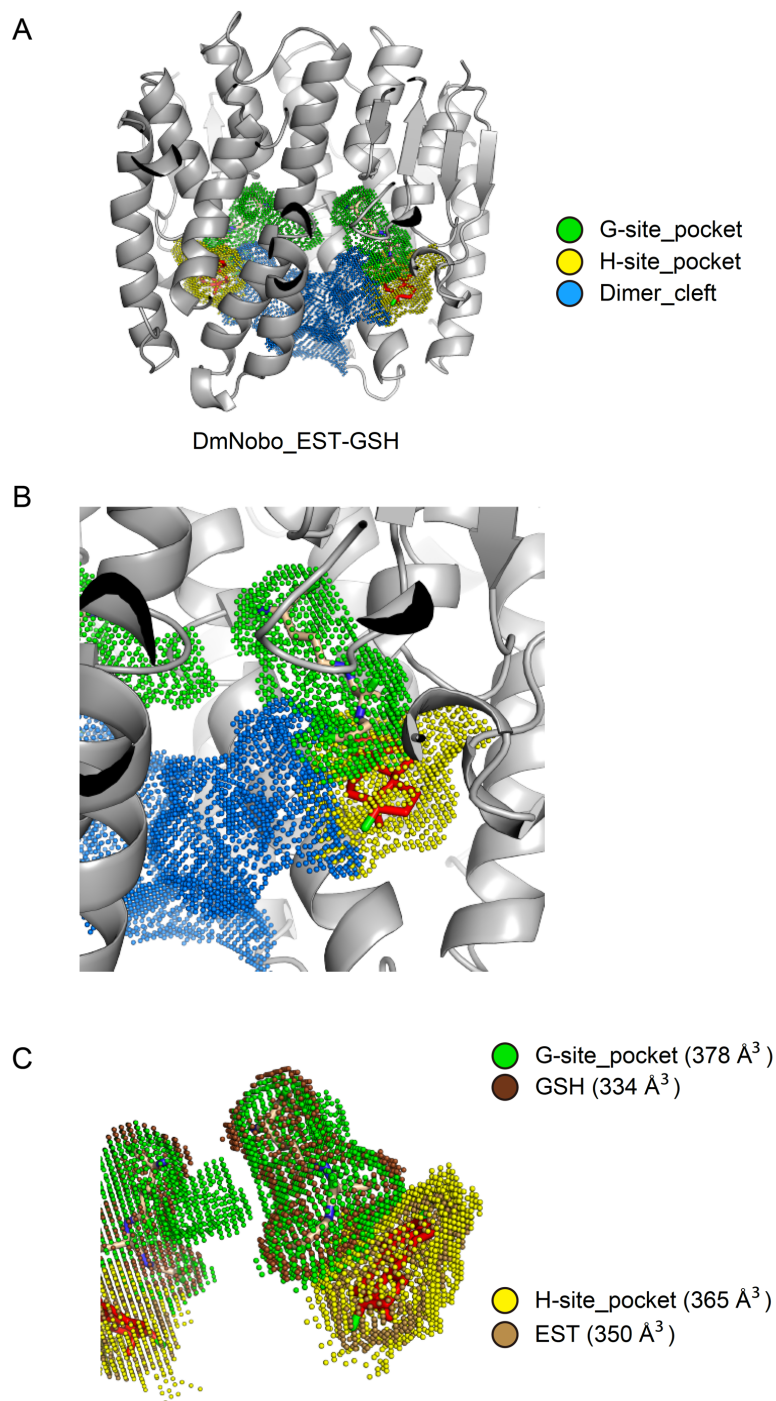 A
G-site_pocket
H-site_pocket
Dimer_cleft
DmNobo_EST-GSH
B
C
G-site_pocket (378 Å³ )
GSH (334 Å³ )
H-site_pocket (365 Å³ )
EST (350 Å³ )